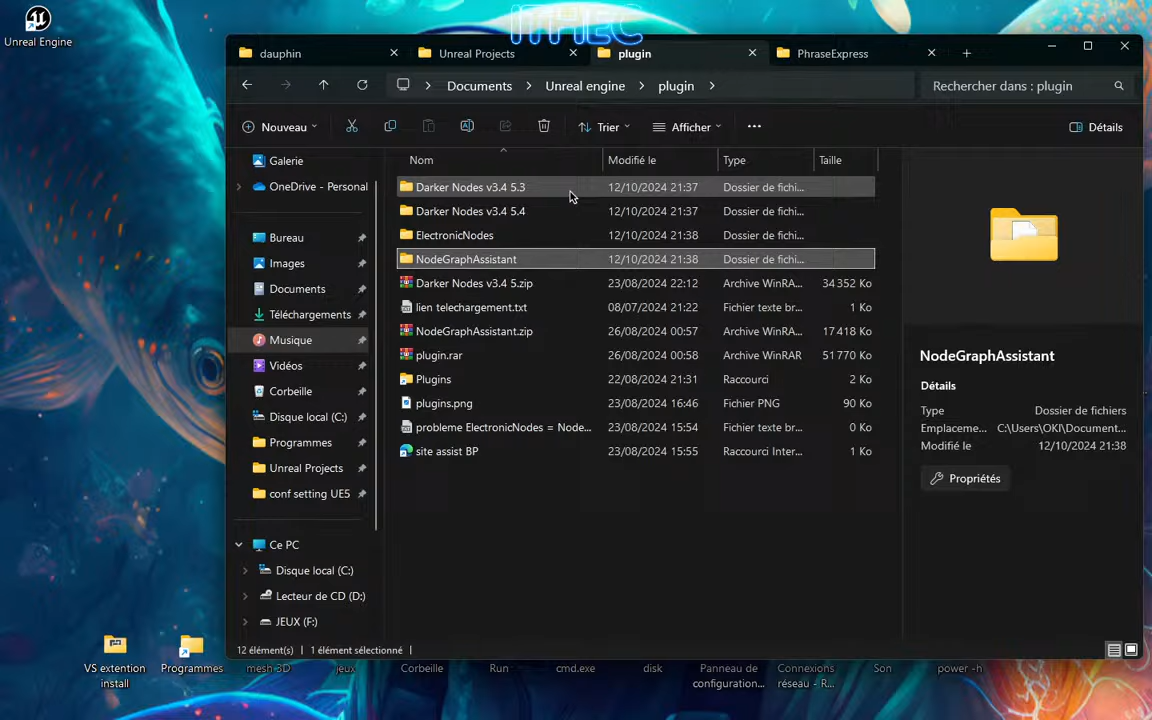 ITHEC
Unreal Engine
dauphin
Unreal Projects
plugin
PhraseExpress
Documents
Unreal engine
plugin
Rechercher dans : plugin
Nouveau
Trier
Afficher
Détails
Galerie
OneDrive - Personal
Bureau
Images
Documents
Téléchargements
Musique
Vidéos
Corbeille
Disque local (C:)
Programmes
Unreal Projects
conf setting UE5
Ce PC
Disque local (C:)
Lecteur de CD (D:)
JEUX (F:)
Nom Modifié le Type Taille
Darker Nodes v3.4 5.3 12/10/2024 21:37 Dossier de fichi...
Darker Nodes v3.4 5.4 12/10/2024 21:37 Dossier de fichi...
ElectronicNodes 12/10/2024 21:38 Dossier de fichi...
NodeGraphAssistant 12/10/2024 21:38 Dossier de fichi...
Darker Nodes v3.4 5.zip 23/08/2024 22:12 Archive WinRA... 34 352 Ko
lien telechargement.txt 08/07/2024 21:22 Fichier texte br... 1 Ko
NodeGraphAssistant.zip 26/08/2024 00:57 Archive WinRA... 17 418 Ko
plugin.rar 26/08/2024 00:58 Archive WinRAR 51 770 Ko
Plugins 22/08/2024 21:31 Raccourci 2 Ko
plugins.png 23/08/2024 16:46 Fichier PNG 90 Ko
probleme ElectronicNodes = Node... 23/08/2024 15:54 Fichier texte br... 0 Ko
site assist BP 23/08/2024 15:55 Raccourci Inter... 1 Ko
NodeGraphAssistant
Détails
Type Dossier de fichiers
Emplaceme... C:\Users\OKI\Document...
Modifié le 12/10/2024 21:38
Propriétés
12 élément(s) 1 élément sélectionné
VS extention
install
Programmes
mesh 3D
jeux
Corbeille
Run
cmd.exe
disk
Panneau de
configuration...
Connexions
réseau - R...
Son
power -h